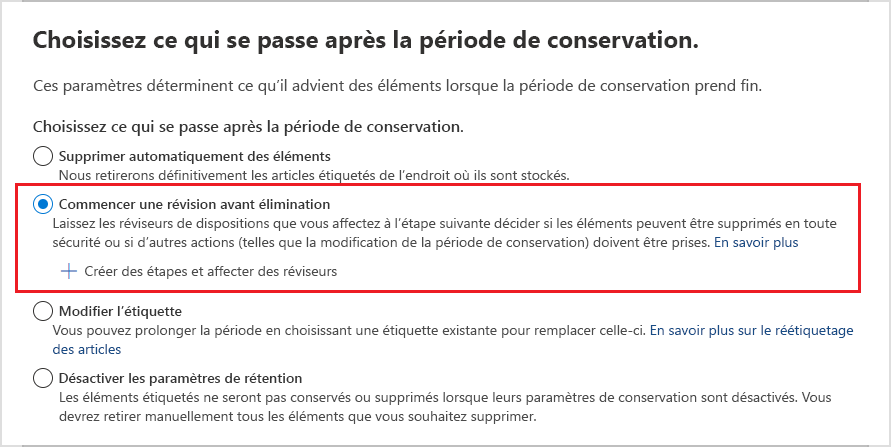 Choisissez ce qui se passe après la période de conservation.
Ces paramètres déterminent ce qu'il advient des éléments lorsque la période de conservation prend fin.
Choisissez ce qui se passe après la période de conservation.
Supprimer automatiquement des éléments
Nous retirerons définitivement les articles étiquetés de l'endroit où ils sont stockés.
Commencer une révision avant élimination
Laissez les réviseurs de dispositions que vous affectez à l'étape suivante décider si les éléments peuvent être supprimés en toute
sécurité ou si d'autres actions (telles que la modification de la période de conservation) doivent être prises. En savoir plus
Créer des étapes et affecter des réviseurs
Modifier l'étiquette
Vous pouvez prolonger la période en choisissant une étiquette existante pour remplacer celle-ci. En savoir plus sur le réétiquetage
des articles
Désactiver les paramètres de rétention
Les éléments étiquetés ne seront pas conservés ou supprimés lorsque leurs paramètres de conservation sont désactivés. Vous
devrez retirer manuellement tous les éléments que vous souhaitez supprimer.